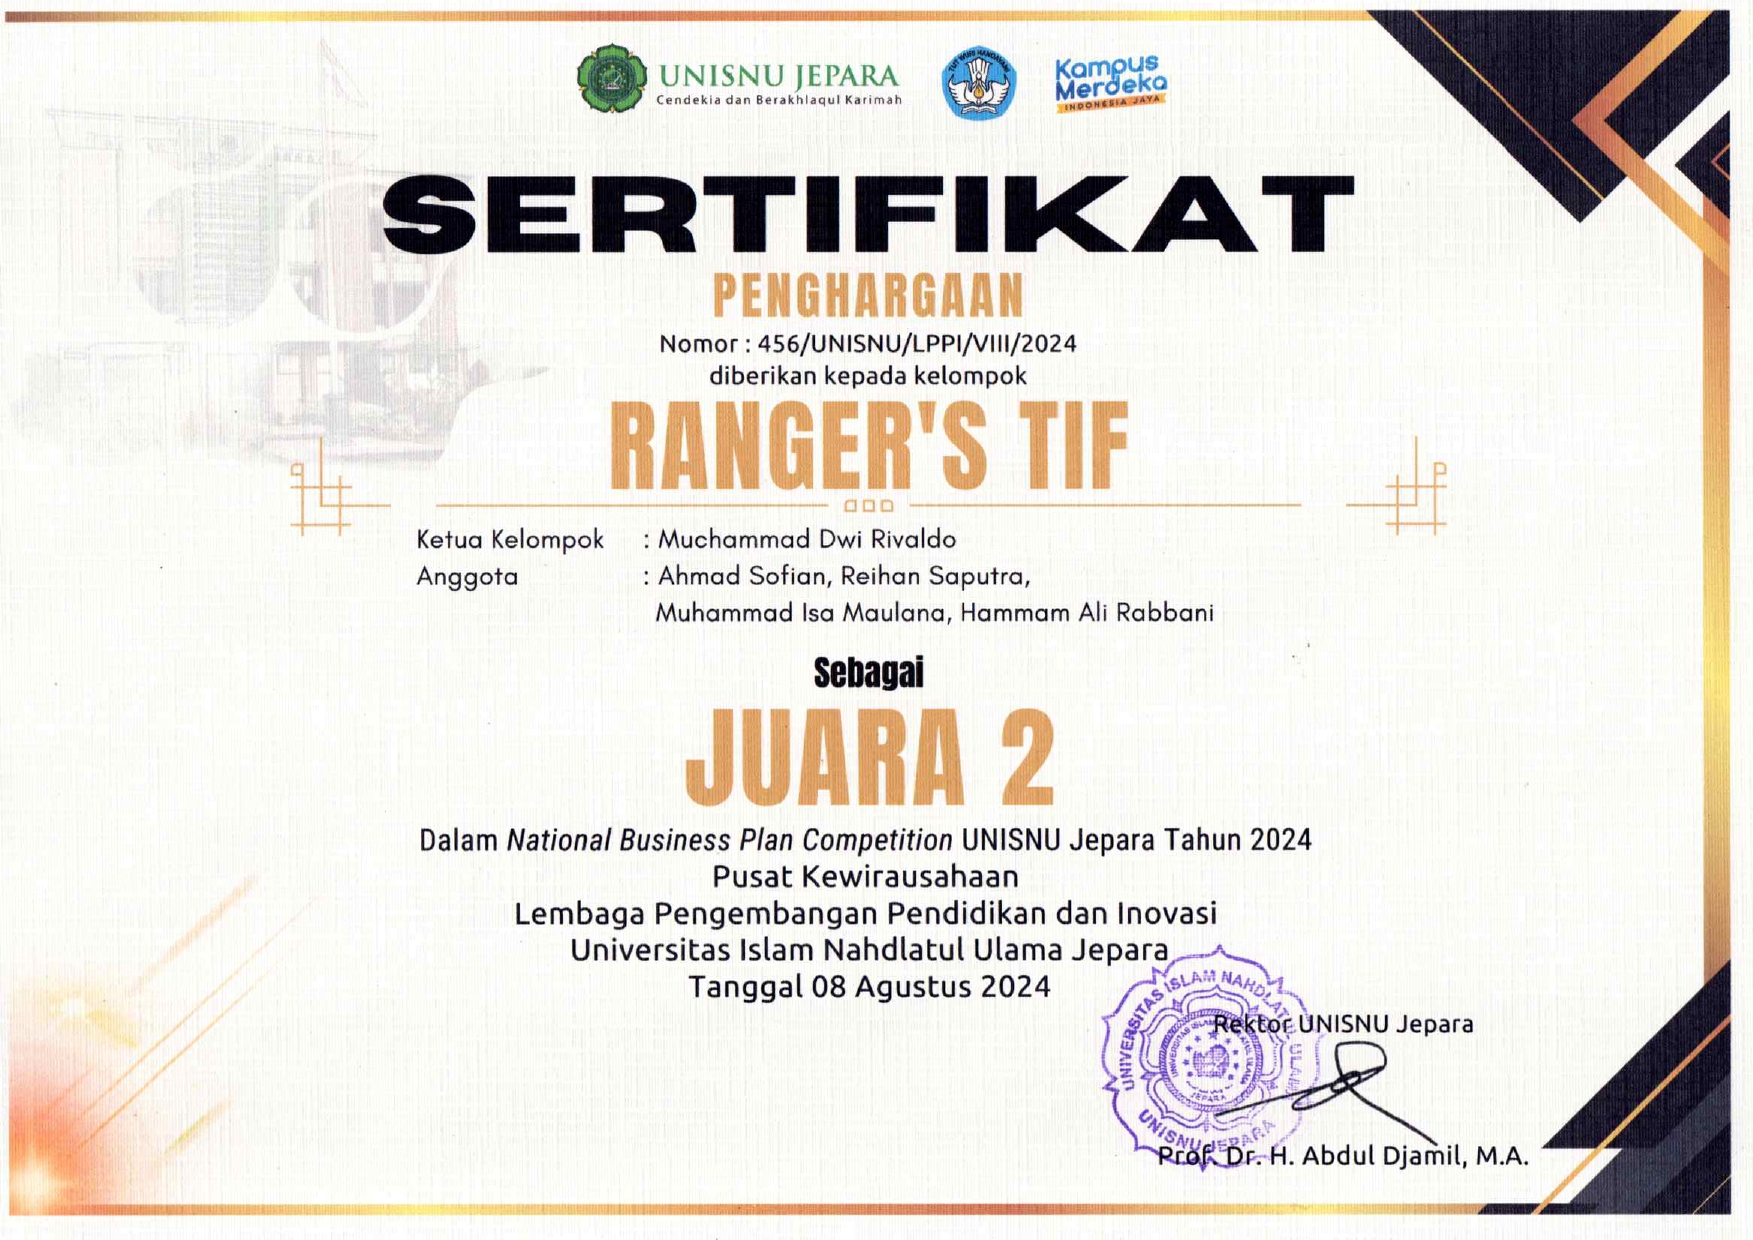 UNISNU JEPARA
Cendekia dan Berakhlaqul Karimah
TUT WURI HANDAYANI
Kampus
Merdeka
INDONESIA JAYA
SERTIFIKAT
PENGHARGAAN
Nomor : 456/UNISNU/LPPI/VIII/2024
diberikan kepada kelompok
RANGER'S TIF
Ketua Kelompok : Muchammad Dwi Rivaldo
Anggota : Ahmad Sofian, Reihan Saputra,
Muhammad Isa Maulana, Hammam Ali Rabbani
Sebagai
JUARA 2
Dalam National Business Plan Competition UNISNU Jepara Tahun 2024
Pusat Kewirausahaan
Lembaga Pengembangan Pendidikan dan Inovasi
Universitas Islam Nahdlatul Ulama Jepara
Tanggal 08 Agustus 2024
UNIVERSITAS ISLAM NAHDLATUL ULAMA
JEPARA
UNISNU JEPARA
Rektor UNISNU Jepara
Prof. Dr. H. Abdul Djamil, M.A.